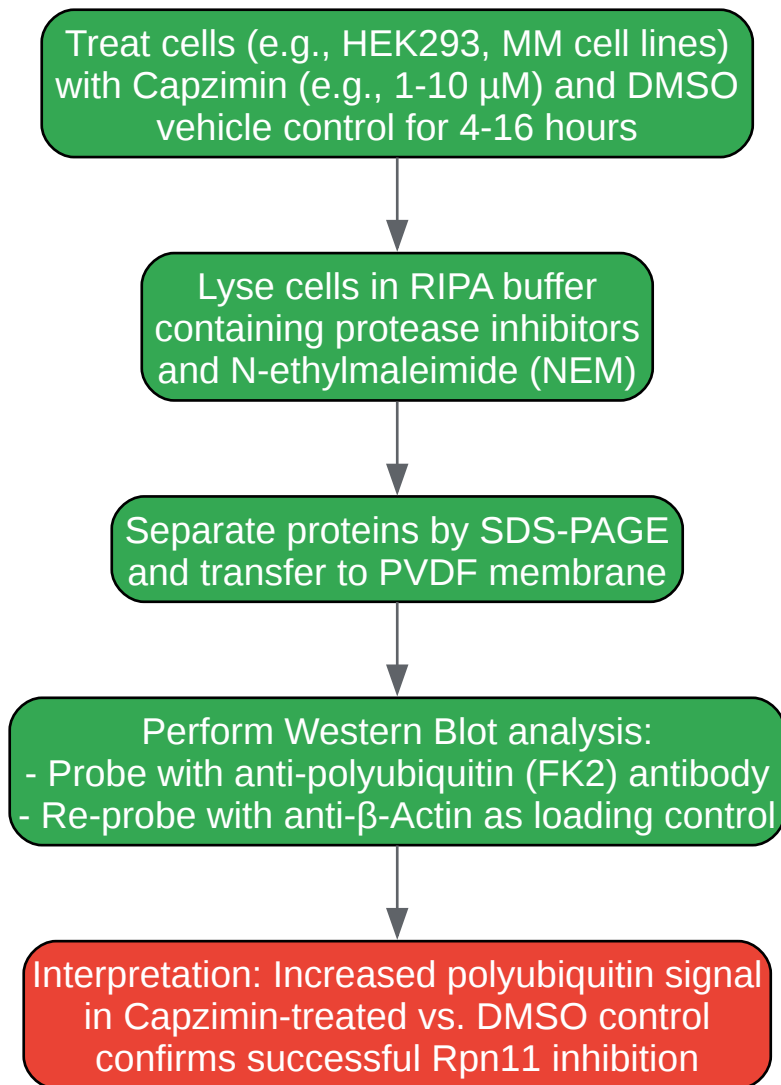 Treat cells (e.g., HEK293, MM cell lines)
with Capzimin (e.g., 1-10 µM) and DMSO
vehicle control for 4-16 hours
Lyse cells in RIPA buffer
containing protease inhibitors
and N-ethylmaleimide (NEM)
Separate proteins by SDS-PAGE
and transfer to PVDF membrane
Perform Western Blot analysis:
- Probe with anti-polyubiquitin (FK2) antibody
- Re-probe with anti-β-Actin as loading control
Interpretation: Increased polyubiquitin signal
in Capzimin-treated vs. DMSO control
confirms successful Rpn11 inhibition